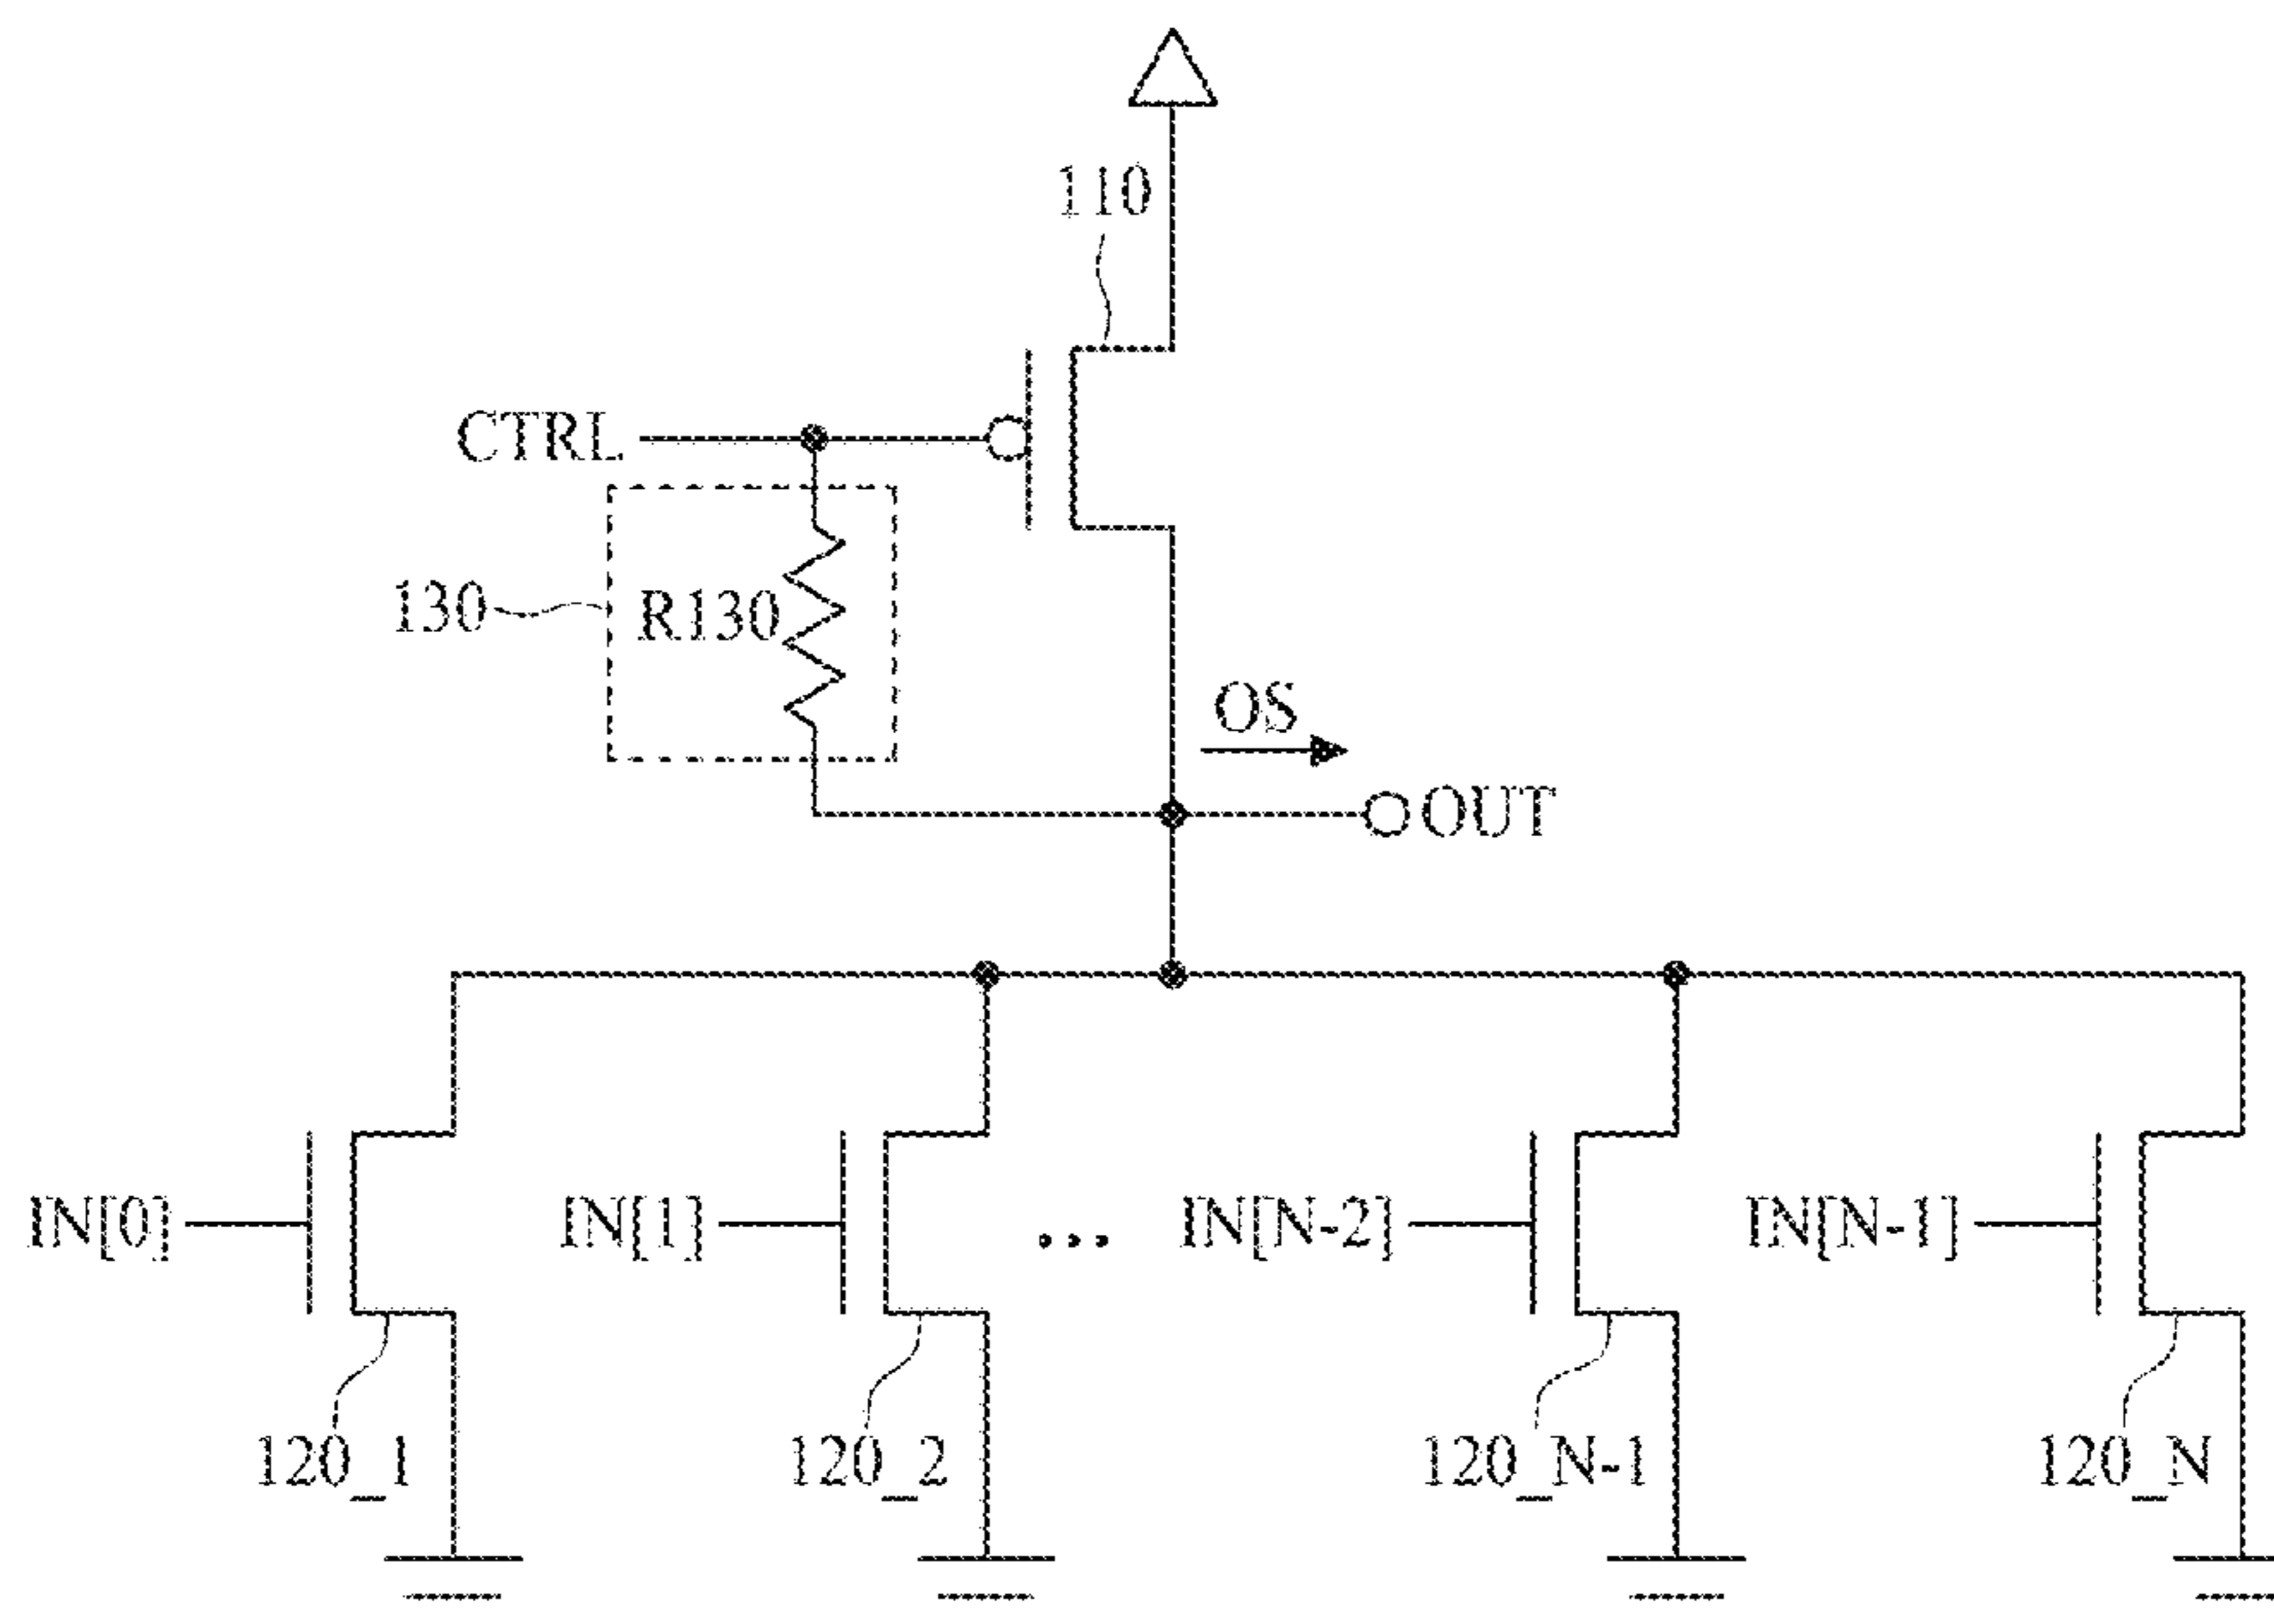 110
CTRL
130
R130
OS
OUT
IN[0]
IN[1]
...
IN[N-2]
IN[N-1]
120_1
120_2
120_N-1
120_N